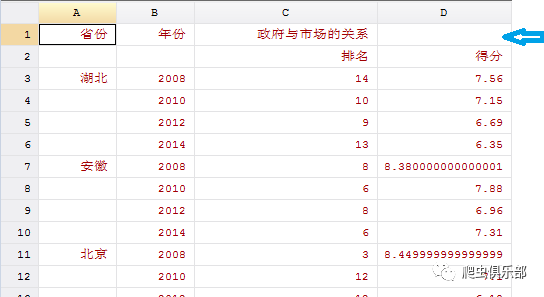 A B C D
1 省份 年份 政府与市场的关系
2 排名 得分
3 湖北 2008 14 7.56
4 2010 10 7.15
5 2012 9 6.69
6 2014 13 6.35
7 安徽 2008 8 8.380000000000001
8 2010 6 7.88
9 2012 8 6.96
10 2014 6 7.31
11 北京 2008 3 8.449999999999999
12 2010 12
爬虫俱乐部